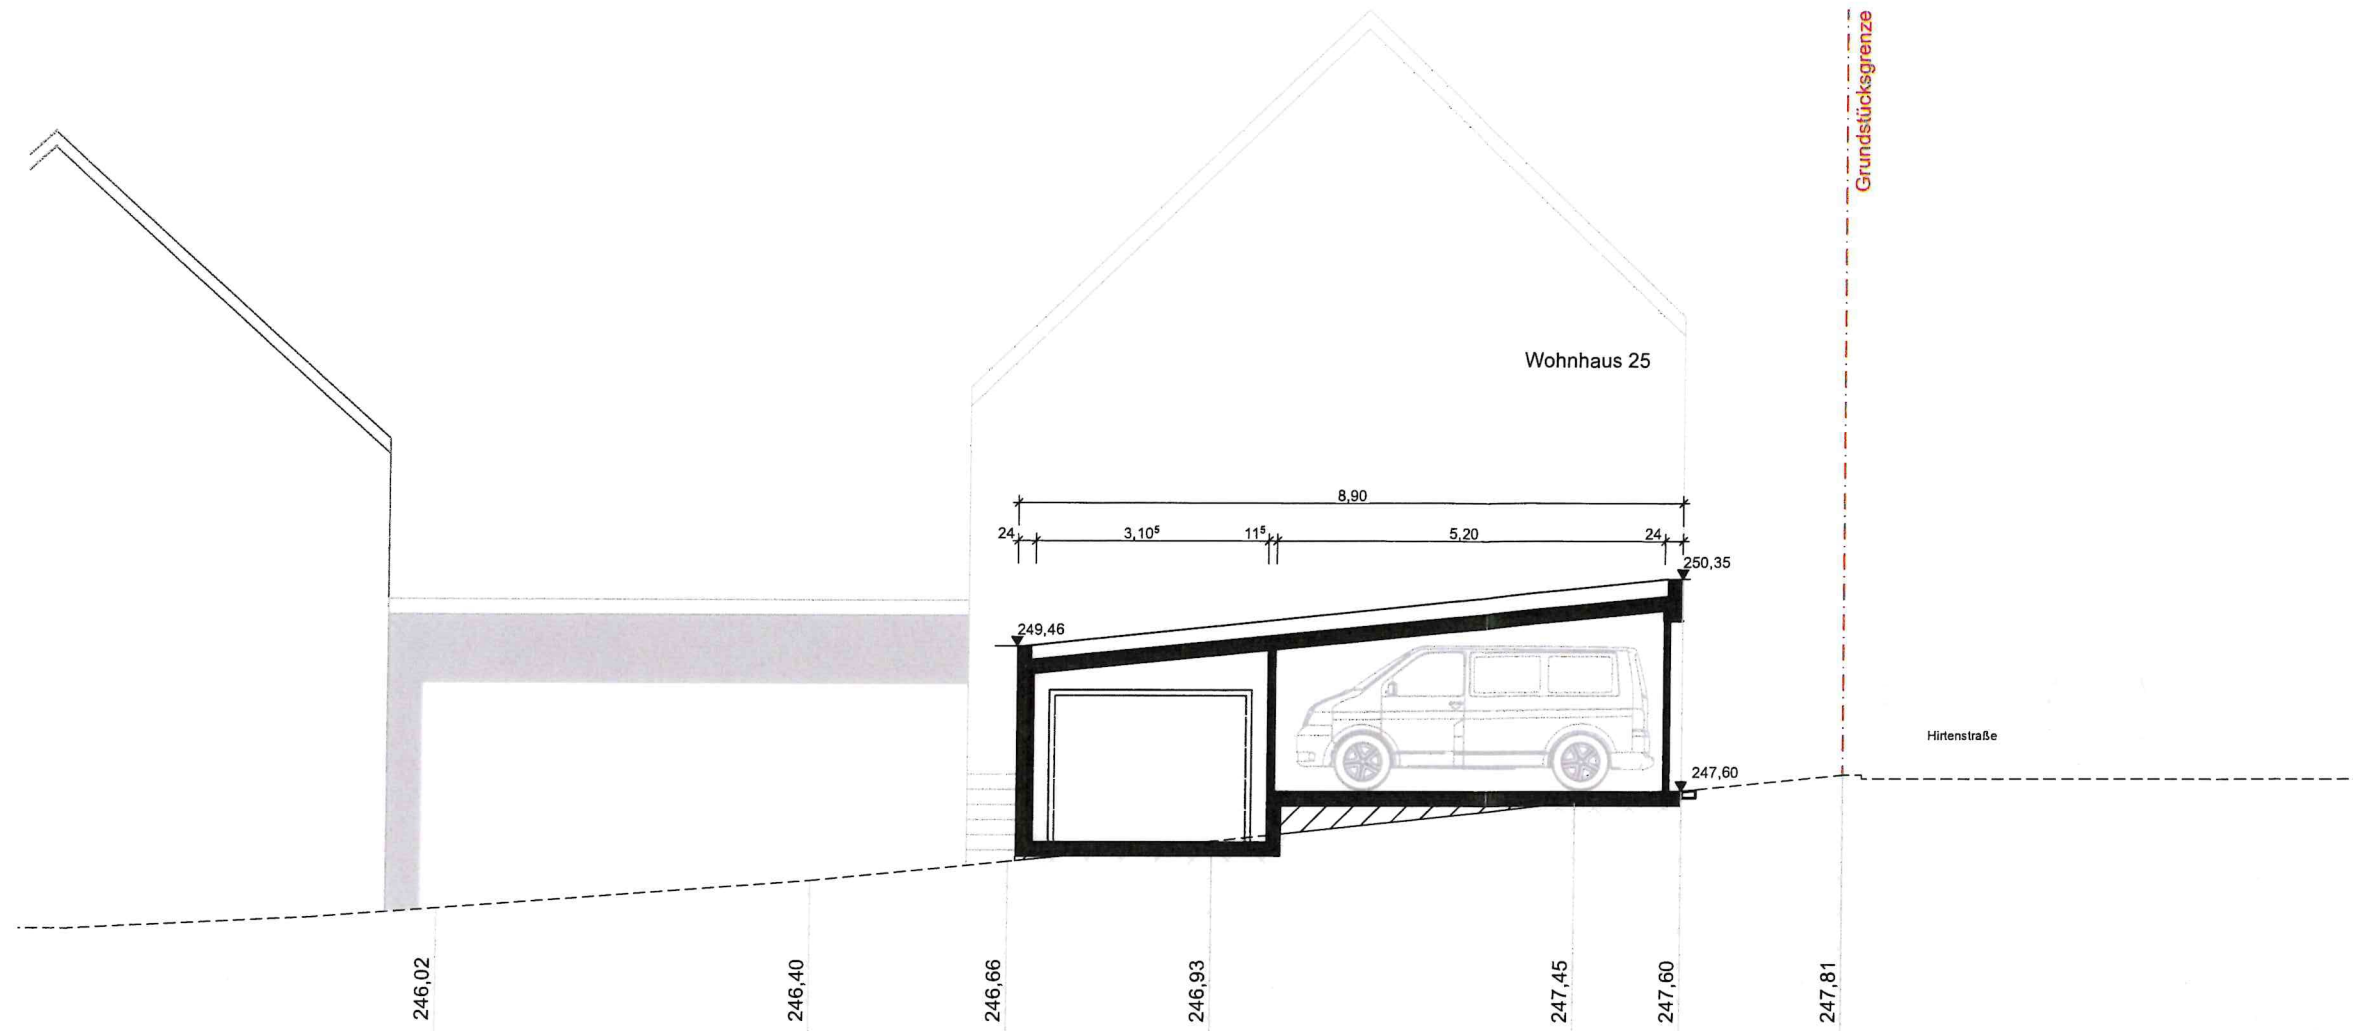 Grundstücksgrenze
Wohnhaus 25
8,90
24 3,10⁵ 11⁵ 5,20 24
250,35
249,46
Hirtenstraße
247,60
246,02 246,40 246,66 246,93 247,45 247,60 247,81